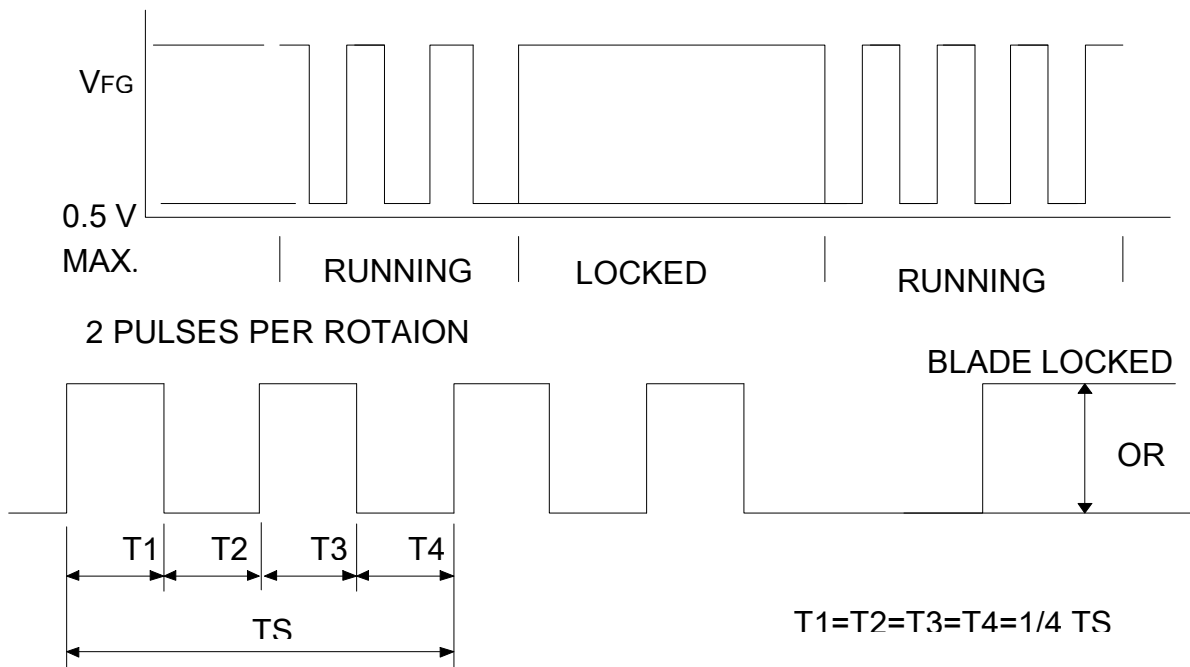 VFG
0.5 V
MAX.
RUNNING
LOCKED
RUNNING
2 PULSES PER ROTAION
BLADE LOCKED
OR
T1
T2
T3
T4
TS
T1=T2=T3=T4=1/4 TS